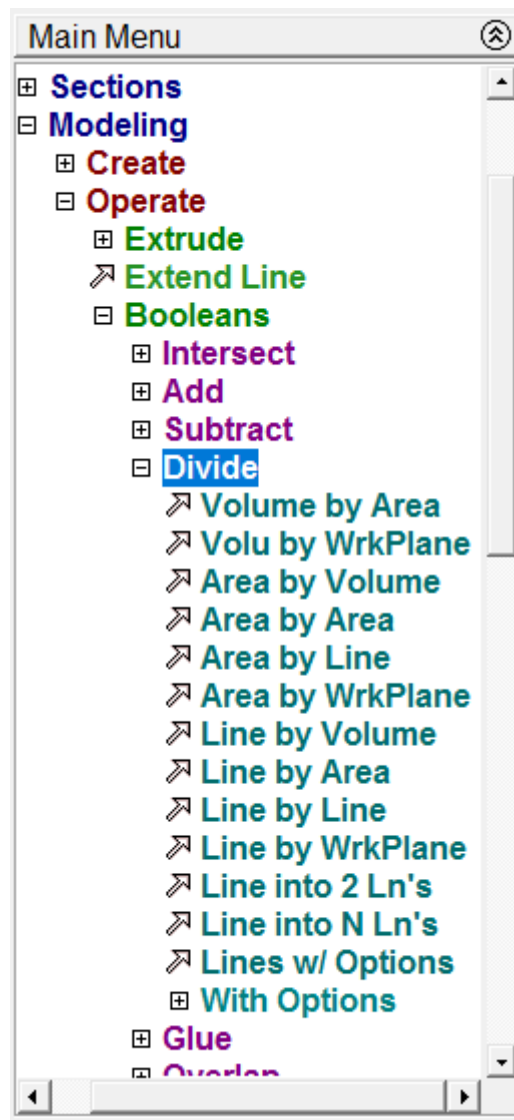 Main Menu
Sections
Modeling
Create
Operate
Extrude
Extend Line
Booleans
Intersect
Add
Subtract
Divide
Volume by Area
Volu by WrkPlane
Area by Volume
Area by Area
Area by Line
Area by WrkPlane
Line by Volume
Line by Area
Line by Line
Line by WrkPlane
Line into 2 Ln's
Line into N Ln's
Lines w/ Options
With Options
Glue
Overlap